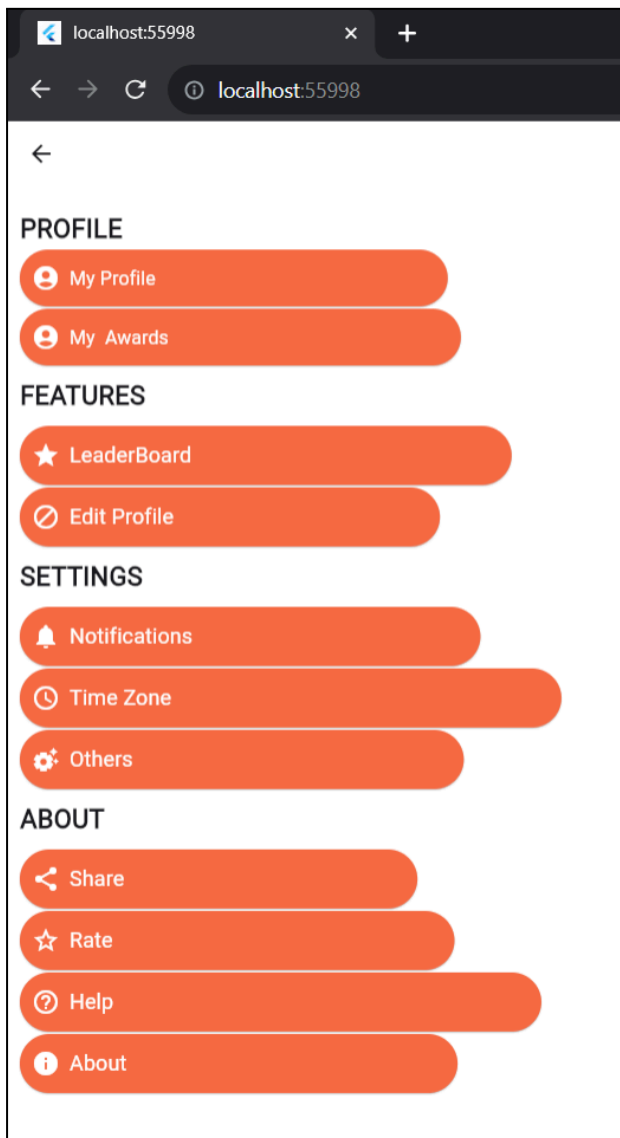 localhost:55998
localhost:55998
PROFILE
My Profile
My  Awards
FEATURES
LeaderBoard
Edit Profile
SETTINGS
Notifications
Time Zone
Others
ABOUT
Share
Rate
Help
About